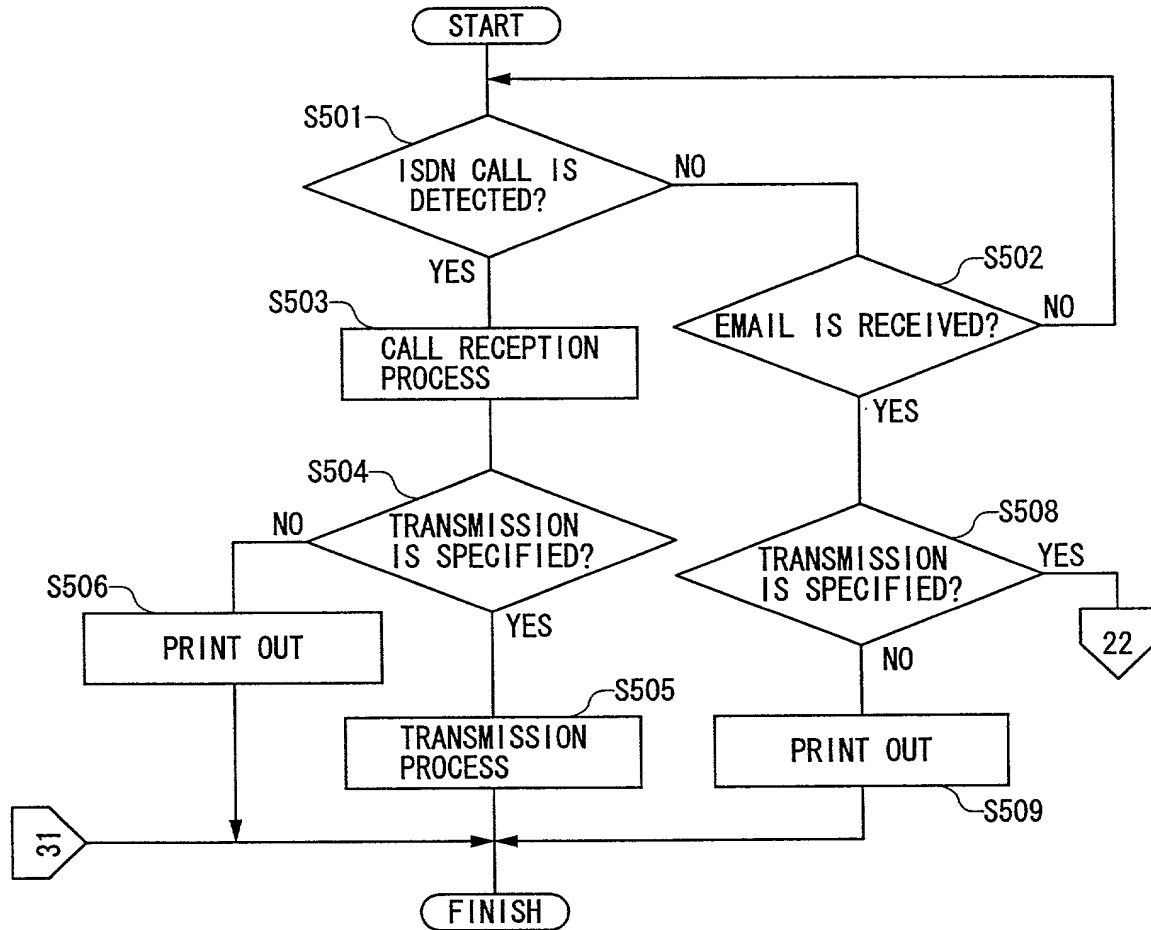 START
S501
ISDN CALL IS
DETECTED?
NO
YES
S502
EMAIL IS RECEIVED?
NO
YES
S503
CALL RECEPTION
PROCESS
S504
TRANSMISSION
IS SPECIFIED?
NO
YES
S508
TRANSMISSION
IS SPECIFIED?
YES
NO
22
S506
PRINT OUT
S505
TRANSMISSION
PROCESS
PRINT OUT
S509
31
FINISH